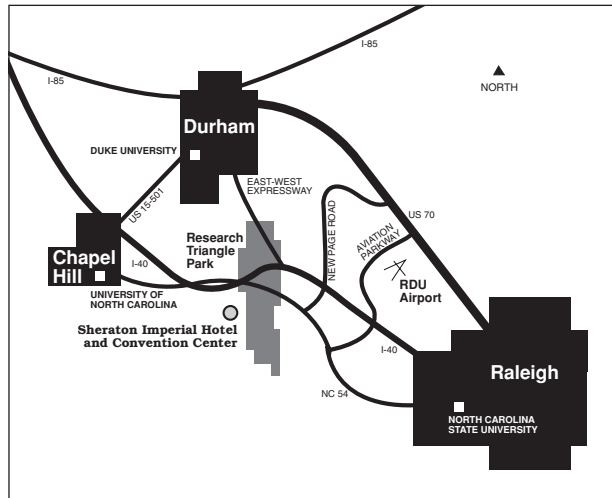 I-85
I-85
NORTH
Durham
DUKE UNIVERSITY
EAST-WEST
EXPRESSWAY
US 15-501
NEW PAGE ROAD
AVIATION
PARKWAY
US 70
Research
Triangle
Park
Chapel
Hill
I-40
RDU
Airport
UNIVERSITY OF
NORTH CAROLINA
Sheraton Imperial Hotel
and Convention Center
I-40
Raleigh
NC 54
NORTH CAROLINA
STATE UNIVERSITY